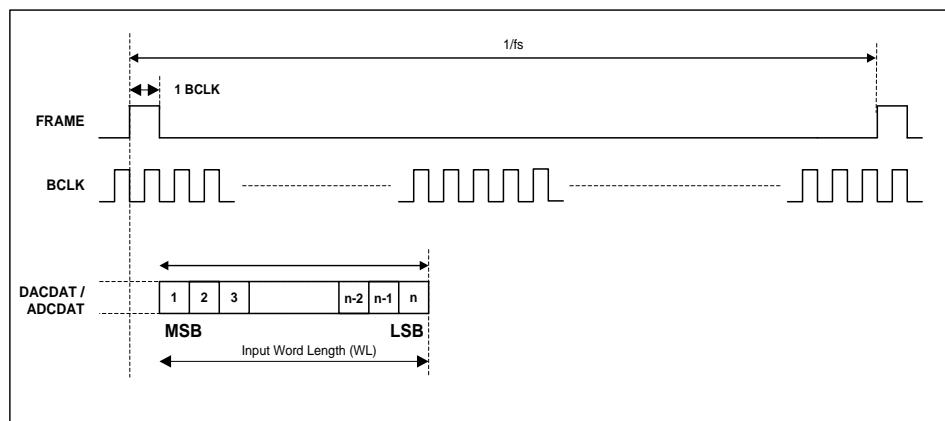 1/fs
1 BCLK
FRAME
BCLK
DACDAT /
ADCDAT
1 2 3 n-2 n-1 n
MSB LSB
Input Word Length (WL)